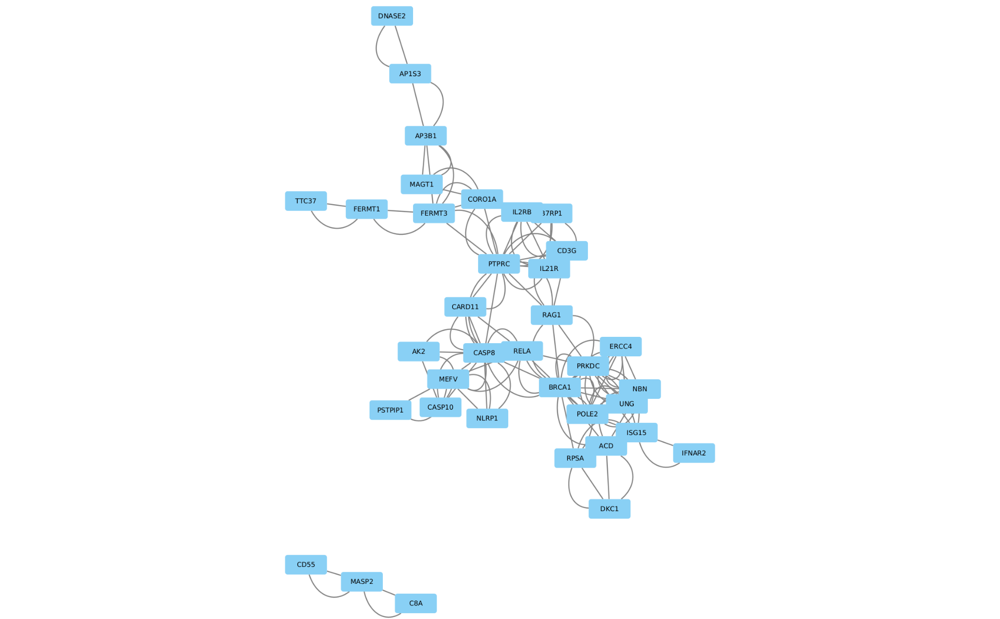 DNASE2
AP1S3
AP3B1
MAGT1
CORO1A
TTC37
FERMT1
FERMT3
IL2RB
37RP1
CD3G
PTPRC
IL21R
CARD11
RAG1
ERCC4
AK2
CASP8
RELA
PRKDC
MEFV
BRCA1
NBN
UNG
PSTPIP1
CASP10
NLRP1
POLE2
ISG15
ACD
IFNAR2
RPSA
DKC1
CD55
MASP2
C8A